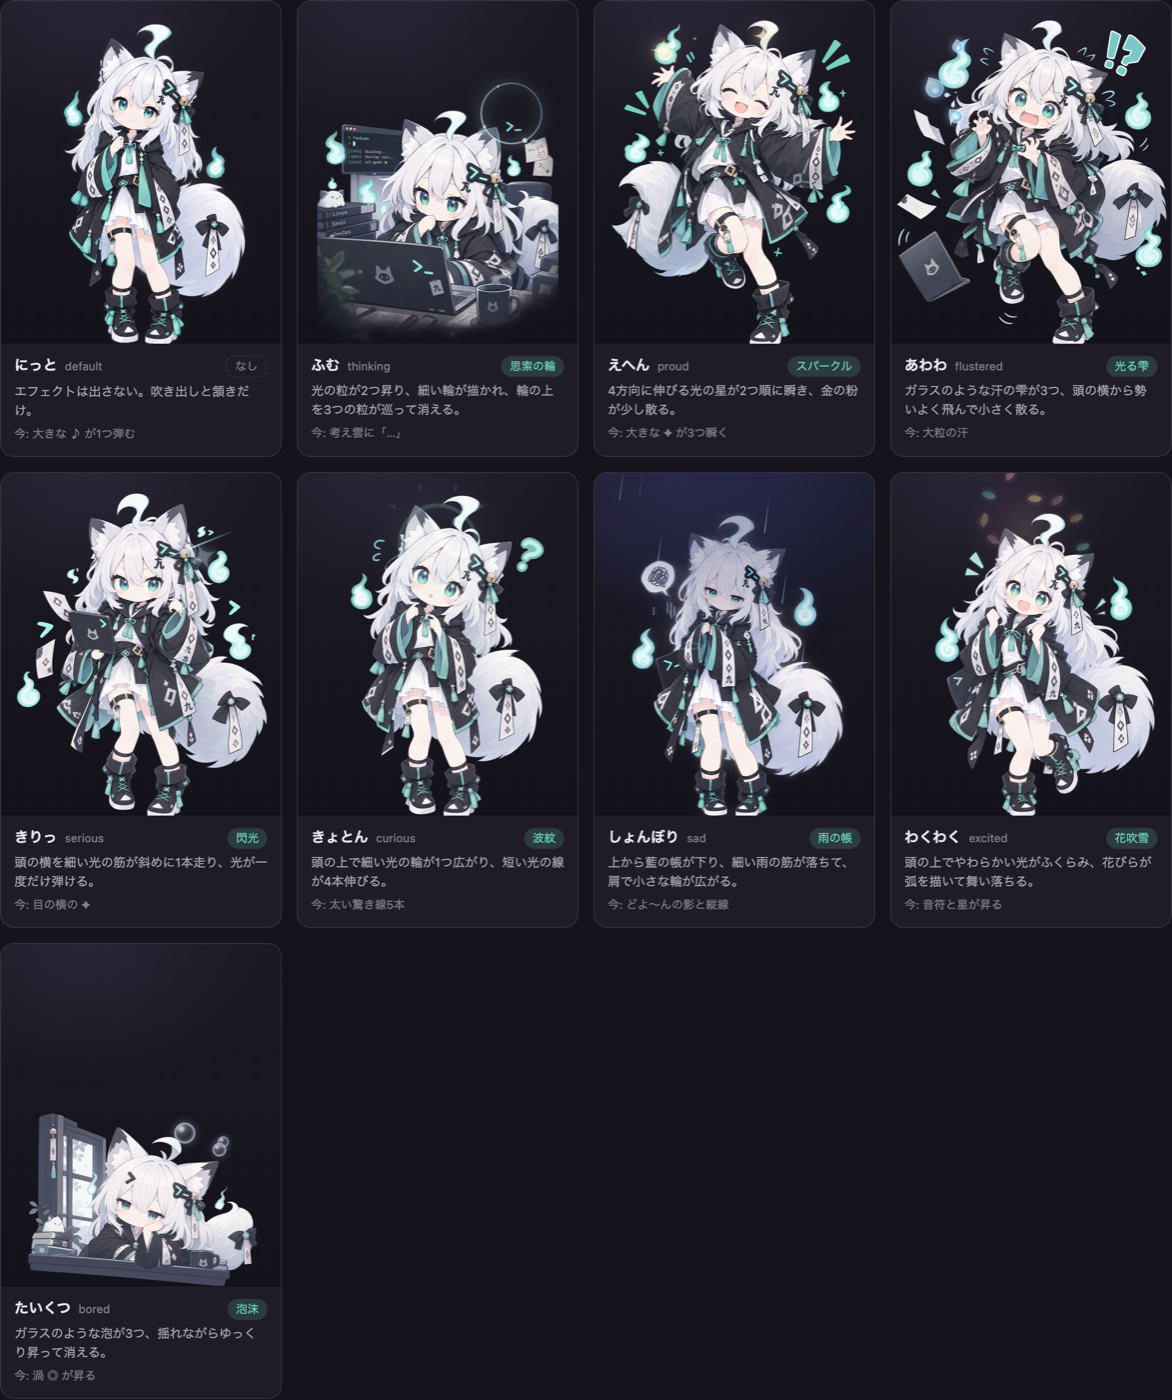 !?
にっと default なし
エフェクトは出さない。吹き出しと頷きだ
け。
今: 大きな ♪ が1つ弾む
Linux
Shell
ふむ thinking 思索の輪
光の粒が2つ昇り、細い輪が描かれ、輪の上
を3つの粒が巡って消える。
今: 考え雲に「…」
えへん proud スパークル
4方向に伸びる光の星が2つ順に瞬き、金の粉
が少し散る。
今: 大きな ✦ が3つ瞬く
あわわ flustered 光る雫
ガラスのような汗の雫が3つ、頭の横から勢
いよく飛んで小さく散る。
今: 大粒の汗
?
きりっ serious 閃光
頭の横を細い光の筋が斜めに1本走り、光が一
度だけ弾ける。
今: 目の横の ✦
きょとん curious 波紋
頭の上で細い光の輪が1つ広がり、短い光の線
が4本伸びる。
今: 太い驚き線5本
しょんぼり sad 雨の帳
上から藍の帳が下り、細い雨の筋が落ちて、
肩で小さな輪が広がる。
今: どよ〜んの影と縦線
わくわく excited 花吹雪
頭の上でやわらかい光がふくらみ、花びらが
弧を描いて舞い落ちる。
今: 音符と星が昇る
たいくつ bored 泡沫
ガラスのような泡が3つ、揺れながらゆっく
り昇って消える。
今: 渦 ◎ が昇る